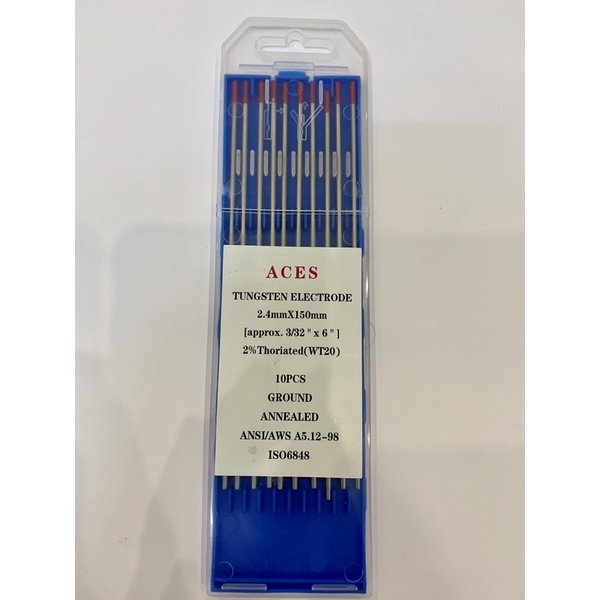 ACES
TUNGSTEN ELECTRODE
2.4mmX150mm
[approx. 3/32 " x 6 " ]
2%Thoriated(WT20)
10PCS
GROUND
ANNEALED
ANSI/AWS A5.12-98
ISO6848